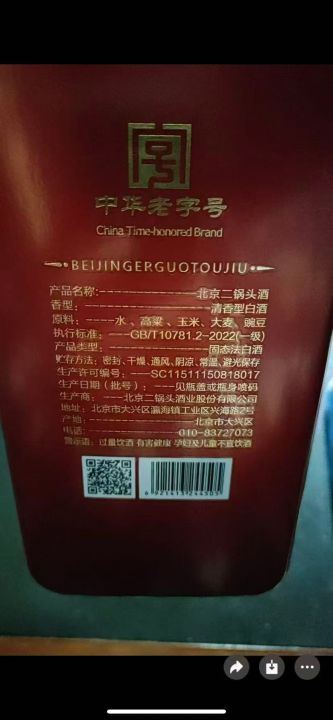 中华老字号
China Time-honored Brand
BEIJINGERGUOTOUJIU
产品名称:--------------------北京二锅头酒
香型:------------------------清香型白酒
原料:----水、高粱、玉米、大麦、豌豆
执行标准:-------GB/T10781.2-2022(一级)
产品类型:--------------------固态法白酒
贮存方法: 密封、干燥、通风、阴凉、常温、避光保存
生产许可编号:----SC11511150818017
生产日期(批号):---见瓶盖或瓶身喷码
生产商:---北京二锅头酒业股份有限公司
地址:-北京市大兴区瀛海镇工业区兴海路2号
产地:--------------------北京市大兴区
电话:--------------------010-83727073
警示语: 过量饮酒 有害健康 孕妇及儿童不宜饮酒
6 921413 244305